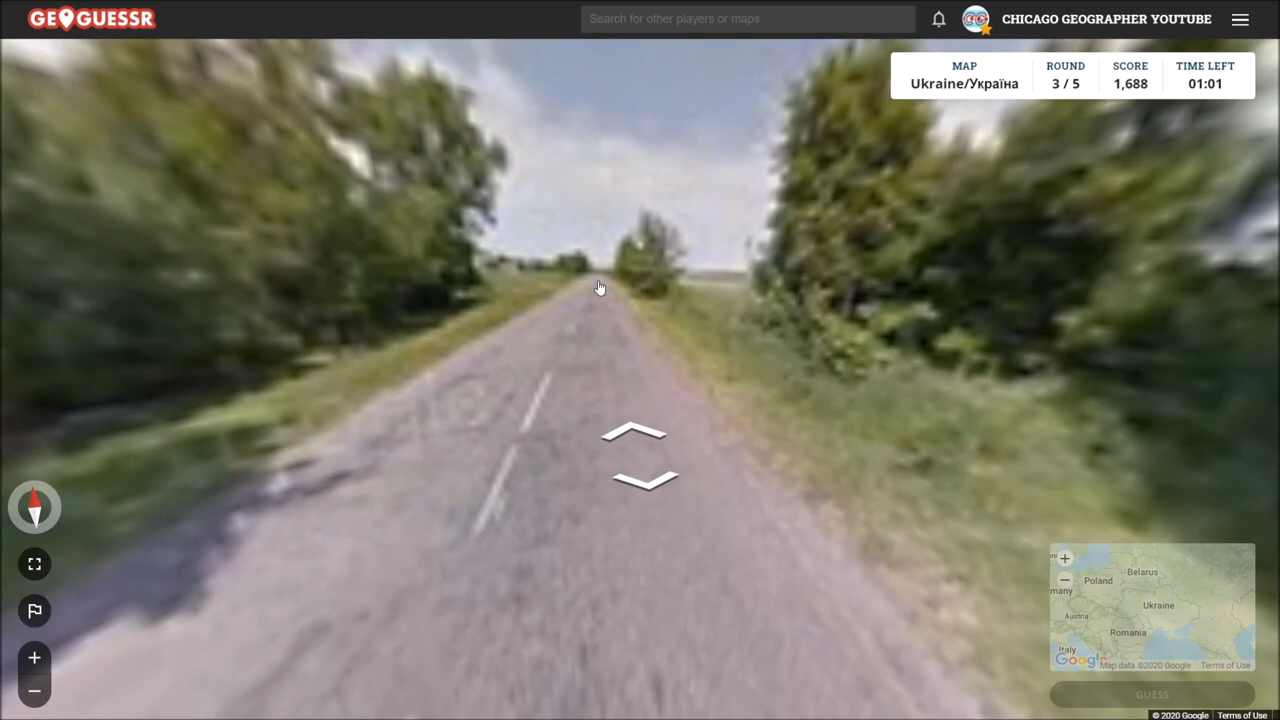 GEOGUESSR
Search for other players or maps
CHICAGO GEOGRAPHER YOUTUBE
MAP
Ukraine/Україна
ROUND
3 / 5
SCORE
1,688
TIME LEFT
01:01
Belarus
Poland
many
Ukraine
Austria
Romania
Italy
Google
Map data ©2020 Google
Terms of Use
GUESS
© 2020 Google
Terms of Use